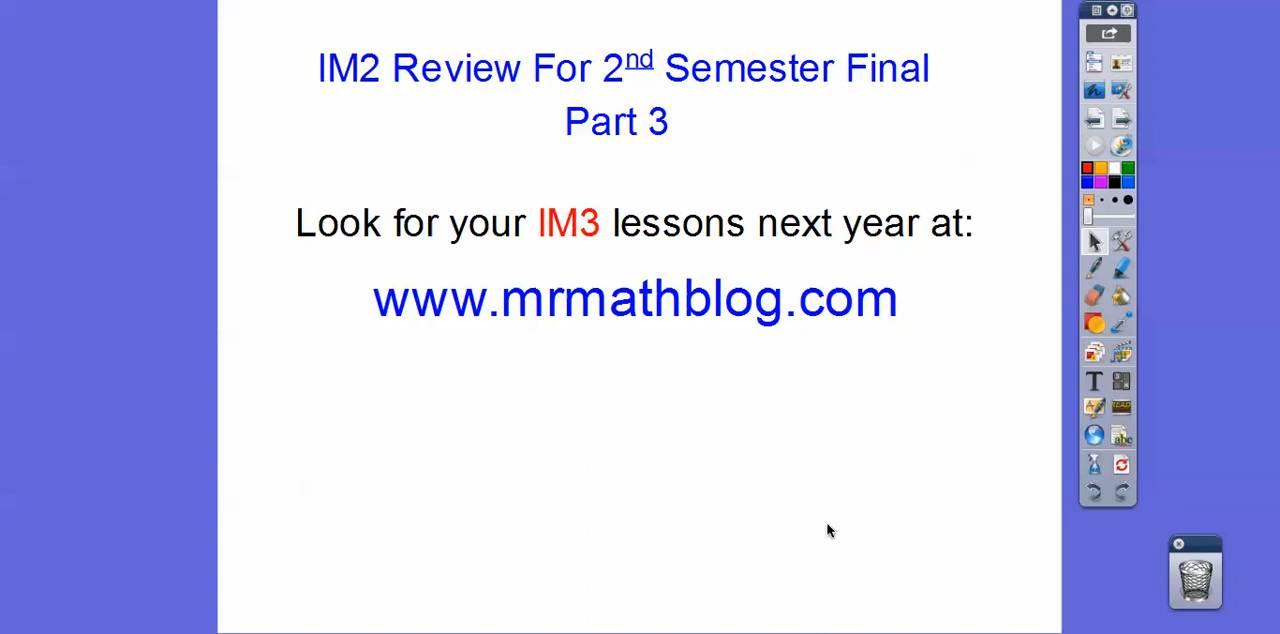 IM2 Review For 2nd Semester Final
Part 3
Look for your IM3 lessons next year at:
www.mrmathblog.com